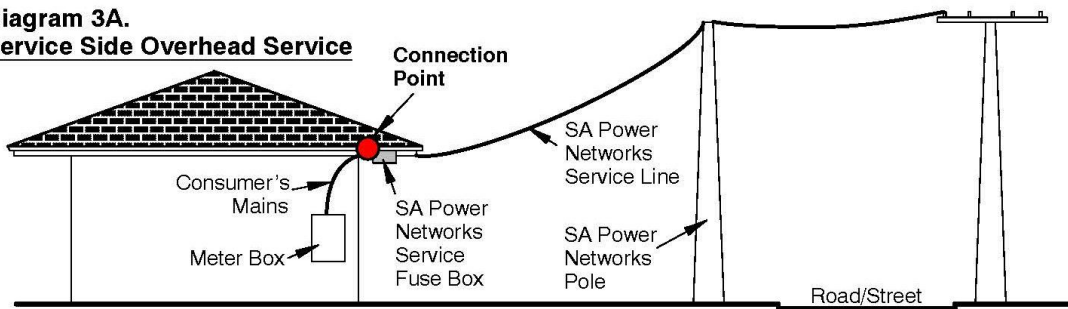 iagram 3A.
ervice Side Overhead Service
Connection
Point
SA Power
Networks
Service Line
Consumer's
Mains
SA Power
Networks
Service
Fuse Box
Meter Box
SA Power
Networks
Pole
Road/Street